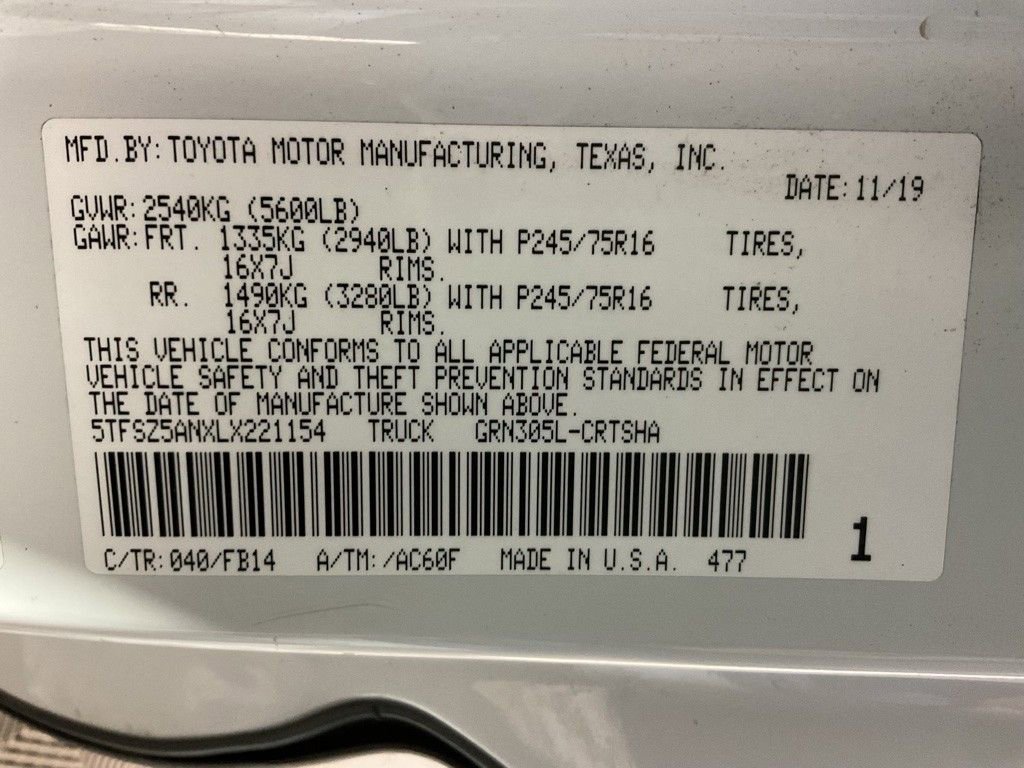 MFD.BY: TOYOTA MOTOR MANUFACTURING, TEXAS, INC.
DATE: 11/19
GVWR: 2540KG (5600LB)
GAWR: FRT. 1335KG (2940LB) WITH P245/75R16 TIRES,
16X7J RIMS.
RR. 1490KG (3280LB) WITH P245/75R16 TIRES,
16X7J RIMS.
THIS VEHICLE CONFORMS TO ALL APPLICABLE FEDERAL MOTOR
VEHICLE SAFETY AND THEFT PREVENTION STANDARDS IN EFFECT ON
THE DATE OF MANUFACTURE SHOWN ABOVE.
5TFSZ5ANXLX221154 TRUCK GRN305L-CRTSHA
C/TR: 040/FB14 A/TM: /AC60F MADE IN U.S.A. 477
1